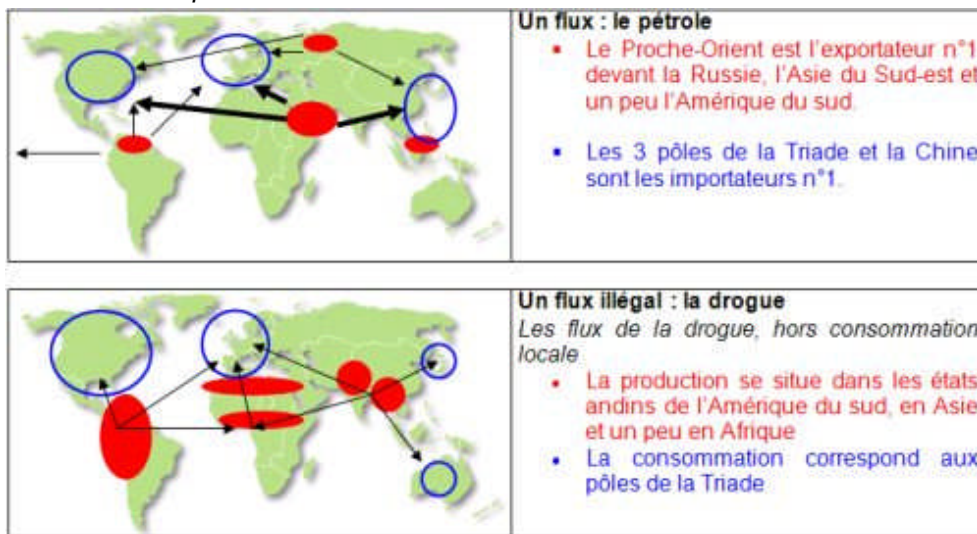 Un flux : le pétrole
▪ Le Proche-Orient est l'exportateur n°1
devant la Russie, l'Asie du Sud-est et
un peu l'Amérique du sud.
▪ Les 3 pôles de la Triade et la Chine
sont les importateurs n°1.
Un flux illégal : la drogue
Les flux de la drogue, hors consommation
locale
• La production se situe dans les états
andins de l'Amérique du sud, en Asie
et un peu en Afrique
• La consommation correspond aux
pôles de la Triade